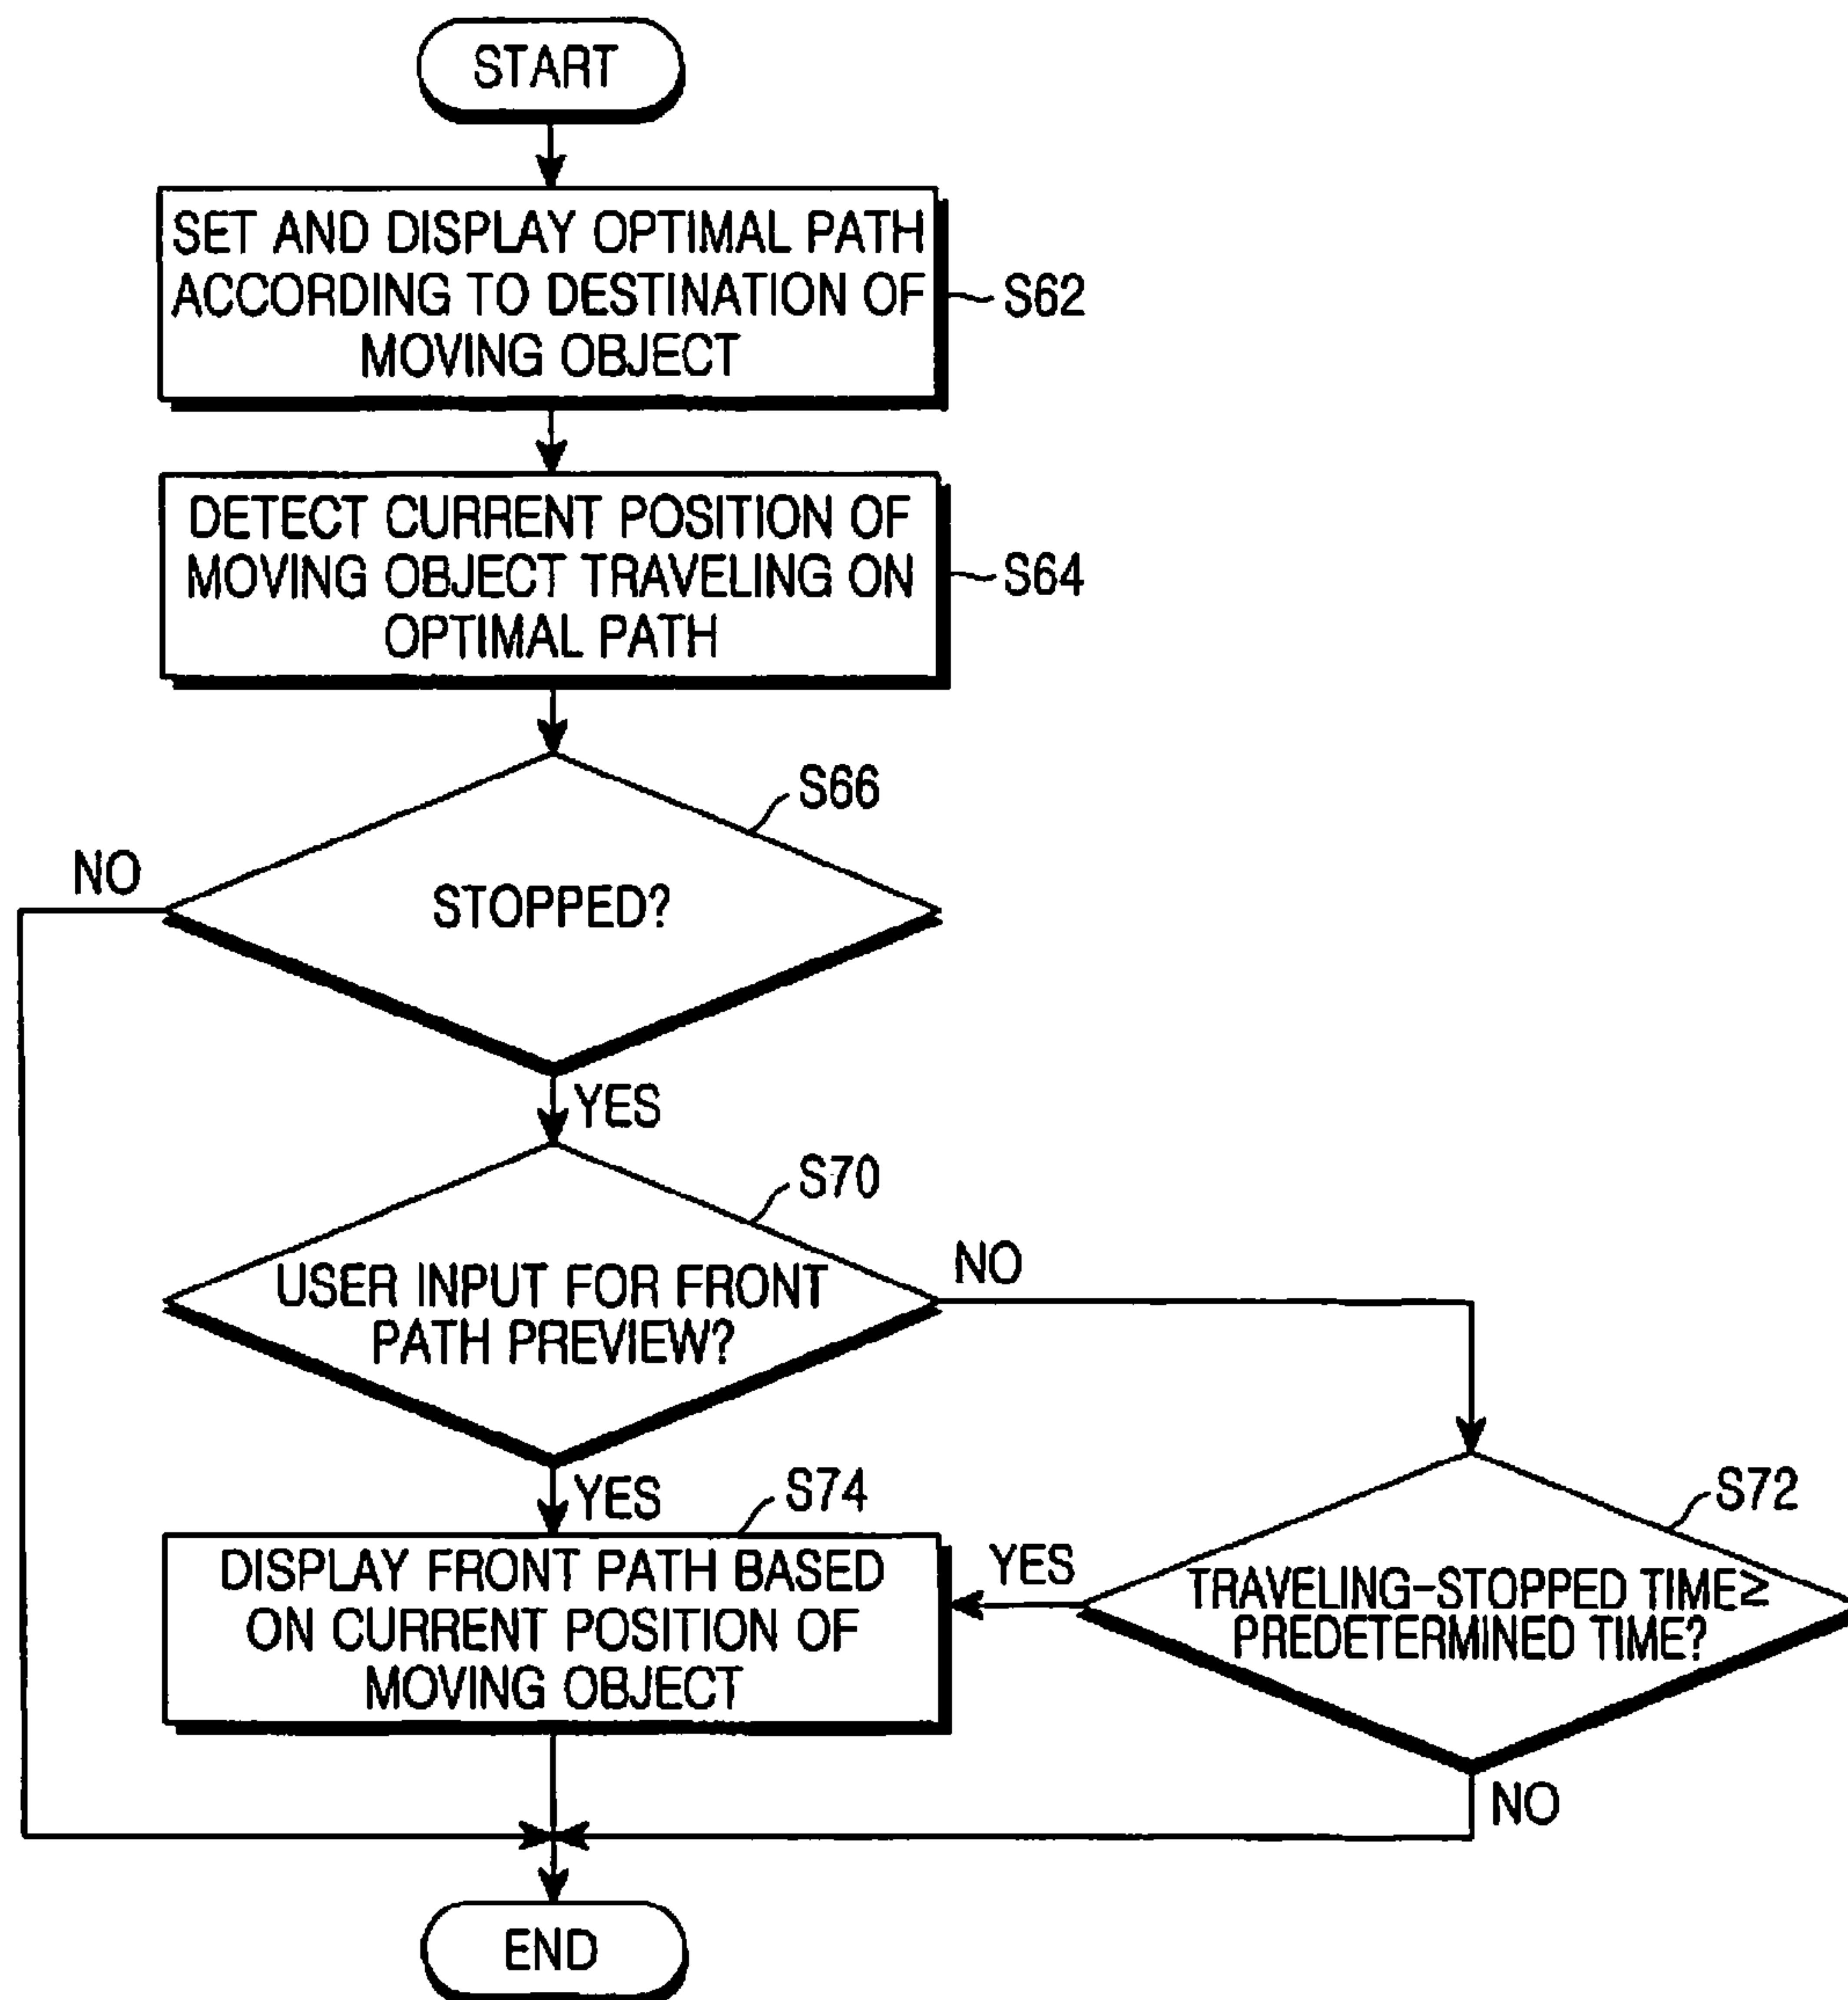 START
SET AND DISPLAY OPTIMAL PATH
ACCORDING TO DESTINATION OF
MOVING OBJECT
S62
DETECT CURRENT POSITION OF
MOVING OBJECT TRAVELING ON
OPTIMAL PATH
S64
S66
NO
STOPPED?
YES
S70
USER INPUT FOR FRONT
PATH PREVIEW?
NO
YES
S74
S72
DISPLAY FRONT PATH BASED
ON CURRENT POSITION OF
MOVING OBJECT
YES
TRAVELING-STOPPED TIME≥
PREDETERMINED TIME?
NO
END